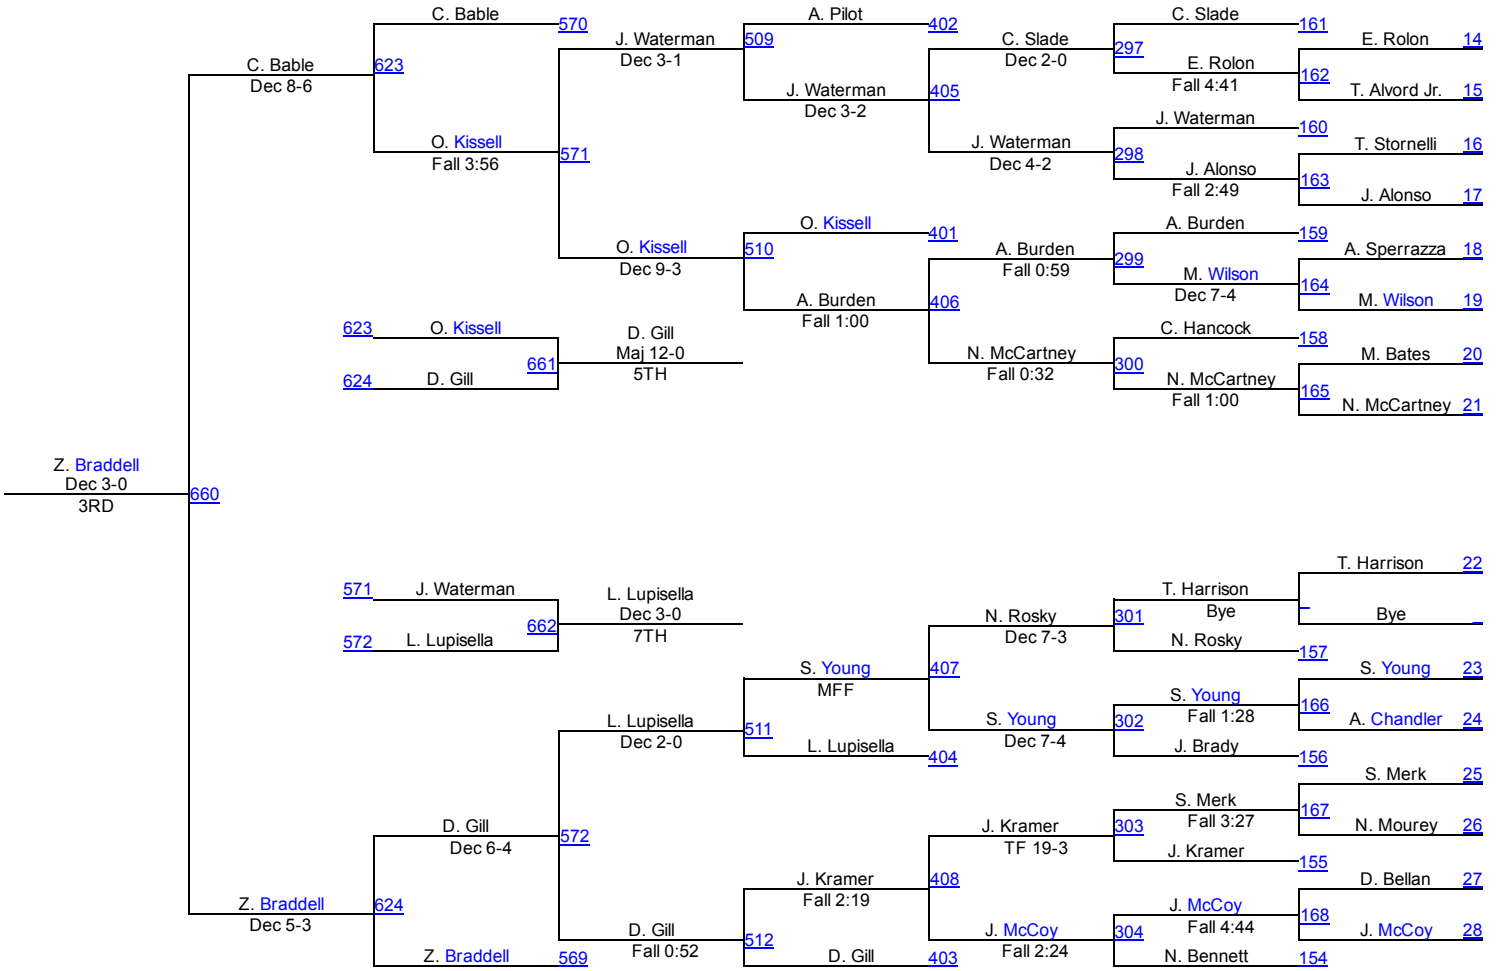 C. Bable
570
A. Pilot
402
C. Slade
161
J. Waterman
509
C. Slade
E. Rolon
14
Dec 3-1
Dec 2-0
297
C. Bable
623
E. Rolon
162
Dec 8-6
Fall 4:41
J. Waterman
405
T. Alvord Jr.
15
Dec 3-2
J. Waterman
160
O. Kissell
571
J. Waterman
298
T. Stornelli
16
Fall 3:56
Dec 4-2
J. Alonso
163
Fall 2:49
J. Alonso
17
O. Kissell
401
A. Burden
159
O. Kissell
510
A. Burden
299
A. Sperrazza
18
Dec 9-3
Fall 0:59
M. Wilson
164
Dec 7-4
A. Burden
406
M. Wilson
19
Fall 1:00
623
O. Kissell
D. Gill
C. Hancock
158
661
Maj 12-0
N. McCartney
300
M. Bates
20
5TH
Fall 0:32
624
D. Gill
N. McCartney
165
Fall 1:00
N. McCartney
21
Z. Braddell
Dec 3-0
660
3RD
T. Harrison
22
571
J. Waterman
L. Lupisella
T. Harrison
Dec 3-0
N. Rosky
301
Bye
Bye
662
7TH
Dec 7-3
572
L. Lupisella
N. Rosky
157
S. Young
407
S. Young
23
MFF
S. Young
166
L. Lupisella
511
S. Young
302
Fall 1:28
A. Chandler
24
Dec 2-0
Dec 7-4
L. Lupisella
404
J. Brady
156
S. Merk
25
S. Merk
167
D. Gill
572
J. Kramer
303
Fall 3:27
N. Mourey
26
Dec 6-4
TF 19-3
J. Kramer
155
J. Kramer
408
D. Bellan
27
Fall 2:19
Z. Braddell
624
J. McCoy
168
Dec 5-3
D. Gill
512
J. McCoy
304
Fall 4:44
J. McCoy
28
Fall 0:52
Fall 2:24
Z. Braddell
569
D. Gill
403
N. Bennett
154